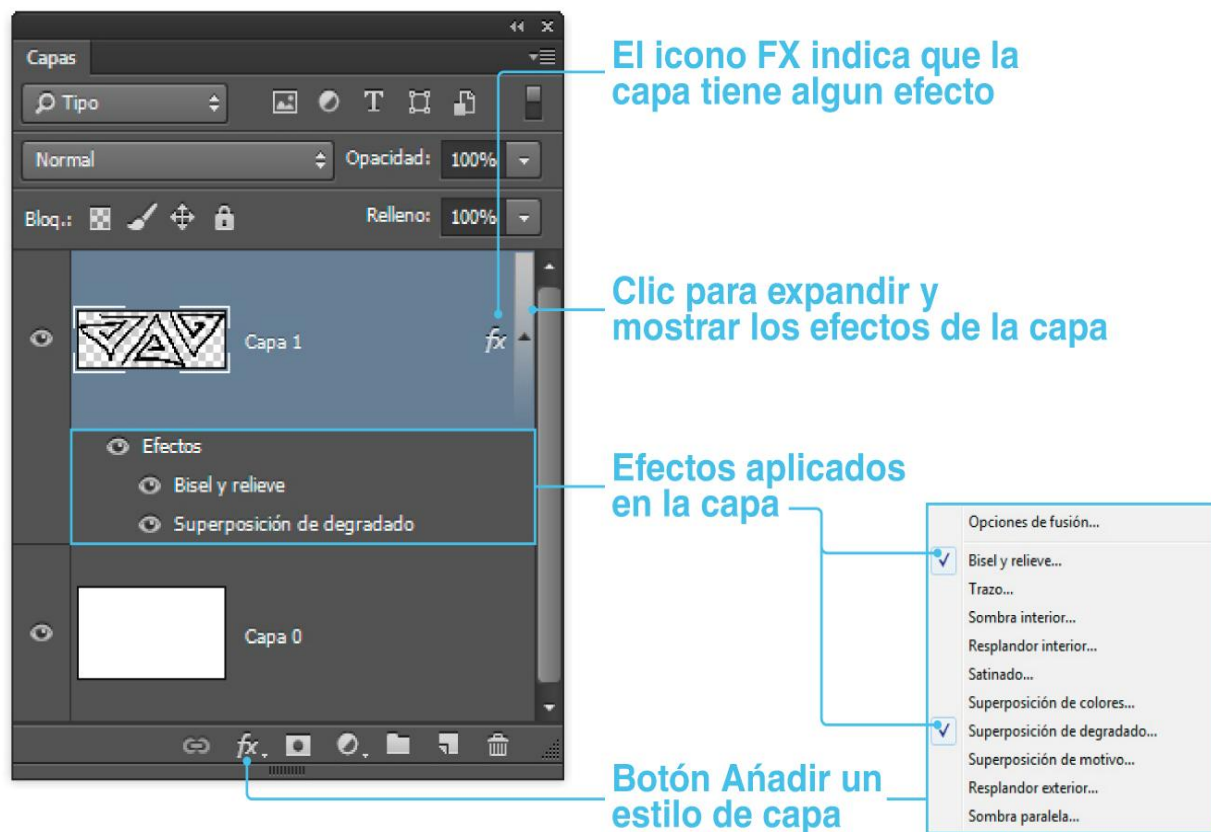 Capas
Tipo
T
Normal
Opacidad:
100%
Bloq.:
Relleno:
100%
Capa 1
fx
Efectos
Bisel y relieve
Superposición de degradado
Capa 0
fx
El icono FX indica que la
capa tiene algun efecto
Clic para expandir y
mostrar los efectos de la capa
Efectos aplicados
en la capa
Botón Ańadir un
estilo de capa
Opciones de fusión...
Bisel y relieve...
Trazo...
Sombra interior...
Resplandor interior...
Satinado...
Superposición de colores...
Superposición de degradado...
Superposición de motivo...
Resplandor exterior...
Sombra paralela...